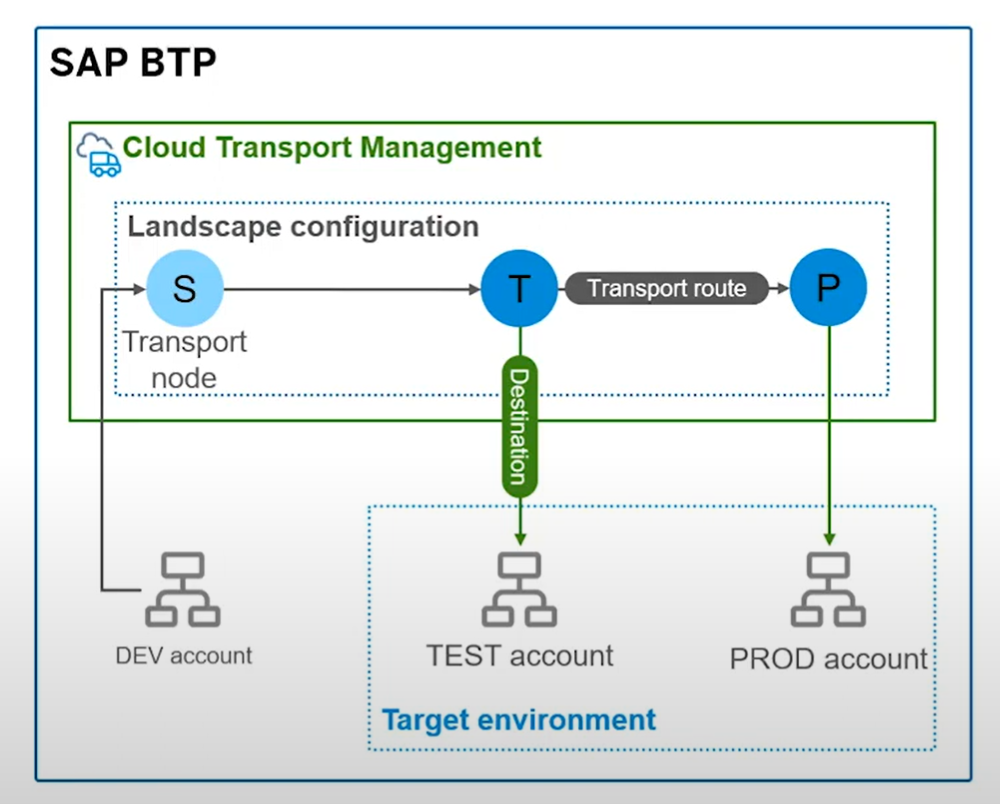 SAP BTP
Cloud Transport Management
Landscape configuration
S
T
Transport route
P
Transport
node
Destination
DEV account
TEST account
PROD account
Target environment